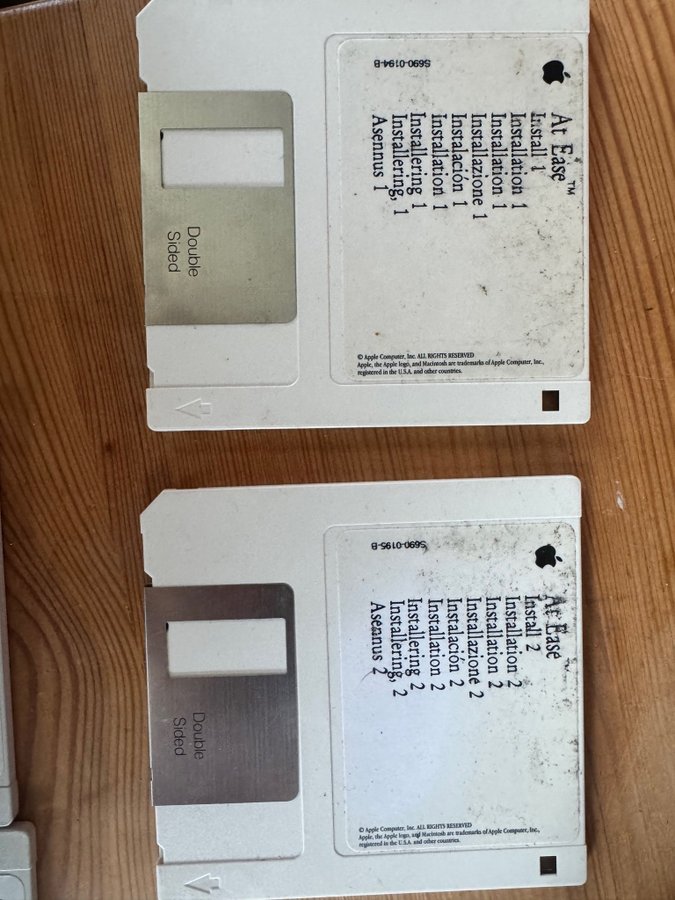 At Ease™
Install 1
Installation 1
Installation 1
Installazione 1
Instalación 1
Installation 1
Installering 1
Installering, 1
Asennus 1
S690-0194-B
© Apple Computer, Inc. ALL RIGHTS RESERVED
Apple, the Apple logo, and Macintosh are trademarks of Apple Computer, Inc.,
registered in the U.S.A. and other countries.
Double
Sided
At Ease™
Install 2
Installation 2
Installation 2
Installazione 2
Instalación 2
Installation 2
Installering 2
Installering, 2
Asennus 2
S690-0195-B
© Apple Computer, Inc. ALL RIGHTS RESERVED
Apple, the Apple logo, and Macintosh are trademarks of Apple Computer, Inc.,
registered in the U.S.A. and other countries.
Double
Sided